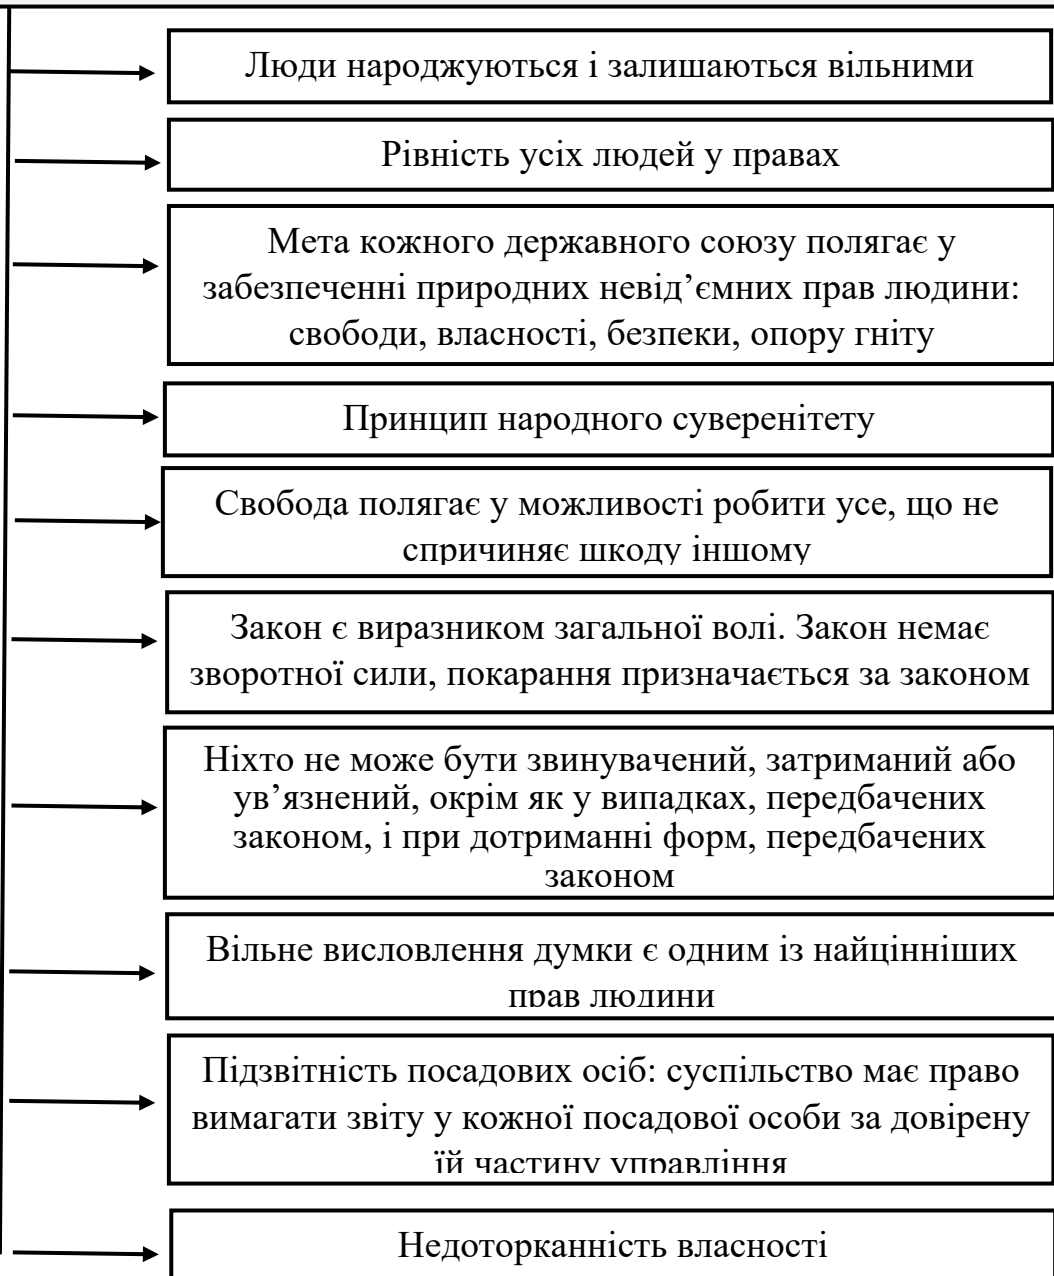 Люди народжуються і залишаються вільними
Рівність усіх людей у правах
Мета кожного державного союзу полягає у
забезпеченні природних невід’ємних прав людини:
свободи, власності, безпеки, опору гніту
Принцип народного суверенітету
Свобода полягає у можливості робити усе, що не
спричиняє шкоду іншому
Закон є виразником загальної волі. Закон немає
зворотної сили, покарання призначається за законом
Ніхто не може бути звинувачений, затриманий або
ув’язнений, окрім як у випадках, передбачених
законом, і при дотриманні форм, передбачених
законом
Вільне висловлення думки є одним із найцінніших
прав людини
Підзвітність посадових осіб: суспільство має право
вимагати звіту у кожної посадової особи за довірену
їй частину управління
Недоторканність власності